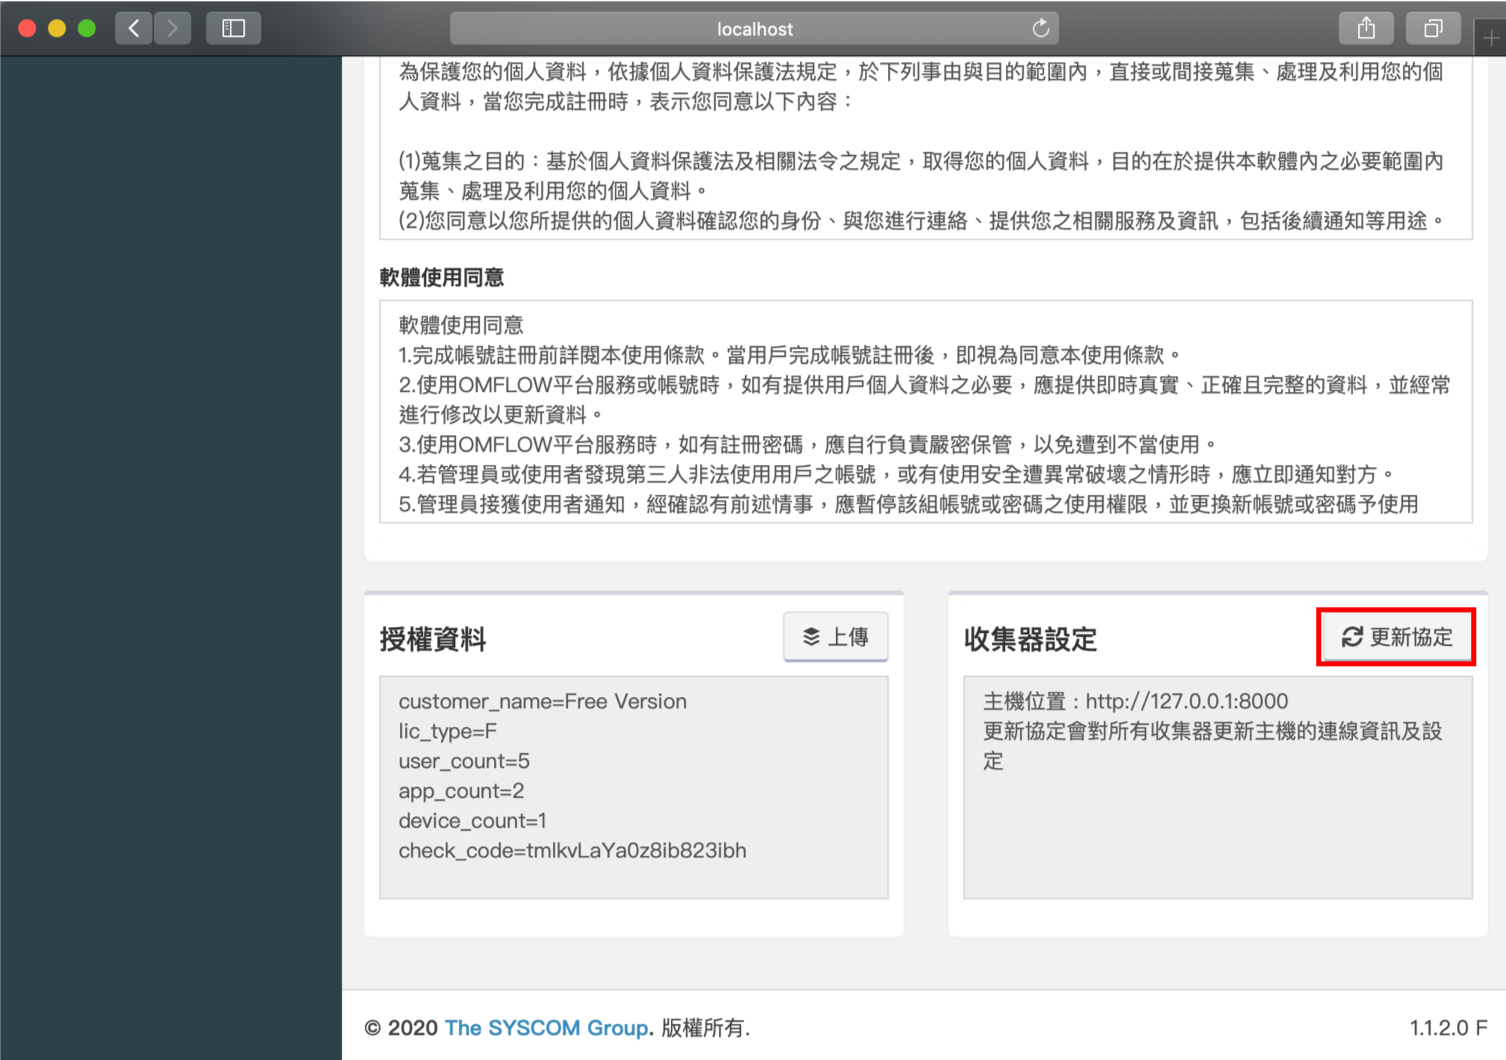 localhost
為保護您的個人資料，依據個人資料保護法規定，於下列事由與目的範圍內，直接或間接蒐集、處理及利用您的個
人資料，當您完成註冊時，表示您同意以下內容：
(1)蒐集之目的：基於個人資料保護法及相關法令之規定，取得您的個人資料，目的在於提供本軟體內之必要範圍內
蒐集、處理及利用您的個人資料。
(2)您同意以您所提供的個人資料確認您的身份、與您進行連絡、提供您之相關服務及資訊，包括後續通知等用途。
軟體使用同意
軟體使用同意
1.完成帳號註冊前詳閱本使用條款。當用戶完成帳號註冊後，即視為同意本使用條款。
2.使用OMFLOW平台服務或帳號時，如有提供用戶個人資料之必要，應提供即時真實、正確且完整的資料，並經常
進行修改以更新資料。
3.使用OMFLOW平台服務時，如有註冊密碼，應自行負責嚴密保管，以免遭到不當使用。
4.若管理員或使用者發現第三人非法使用用戶之帳號，或有使用安全遭異常破壞之情形時，應立即通知對方。
5.管理員接獲使用者通知，經確認有前述情事，應暫停該組帳號或密碼之使用權限，並更換新帳號或密碼予使用
授權資料
上傳
customer_name=Free Version
lic_type=F
user_count=5
app_count=2
device_count=1
check_code=tmlkvLaYa0z8ib823ibh
收集器設定
更新協定
主機位置：http://127.0.0.1:8000
更新協定會對所有收集器更新主機的連線資訊及設
定
© 2020 The SYSCOM Group. 版權所有.
1.1.2.0 F